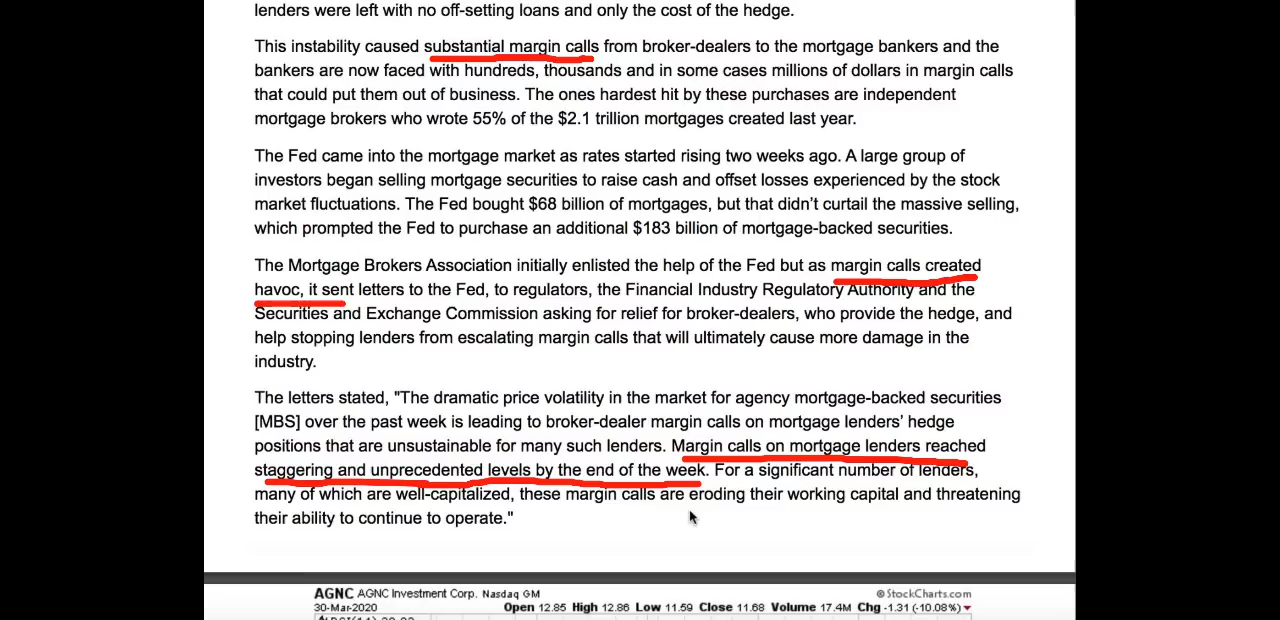 lenders were left with no off-setting loans and only the cost of the hedge.
This instability caused substantial margin calls from broker-dealers to the mortgage bankers and the
bankers are now faced with hundreds, thousands and in some cases millions of dollars in margin calls
that could put them out of business. The ones hardest hit by these purchases are independent
mortgage brokers who wrote 55% of the $2.1 trillion mortgages created last year.
The Fed came into the mortgage market as rates started rising two weeks ago. A large group of
investors began selling mortgage securities to raise cash and offset losses experienced by the stock
market fluctuations. The Fed bought $68 billion of mortgages, but that didn’t curtail the massive selling,
which prompted the Fed to purchase an additional $183 billion of mortgage-backed securities.
The Mortgage Brokers Association initially enlisted the help of the Fed but as margin calls created
havoc, it sent letters to the Fed, to regulators, the Financial Industry Regulatory Authority and the
Securities and Exchange Commission asking for relief for broker-dealers, who provide the hedge, and
help stopping lenders from escalating margin calls that will ultimately cause more damage in the
industry.
The letters stated, "The dramatic price volatility in the market for agency mortgage-backed securities
[MBS] over the past week is leading to broker-dealer margin calls on mortgage lenders’ hedge
positions that are unsustainable for many such lenders. Margin calls on mortgage lenders reached
staggering and unprecedented levels by the end of the week. For a significant number of lenders,
many of which are well-capitalized, these margin calls are eroding their working capital and threatening
their ability to continue to operate."
AGNC AGNC Investment Corp. Nasdaq GM @StockCharts.com
30-Mar-2020 Open 12.85 High 12.86 Low 11.59 Close 11.68 Volume 17.4M Chg -1.31 (-10.08%)